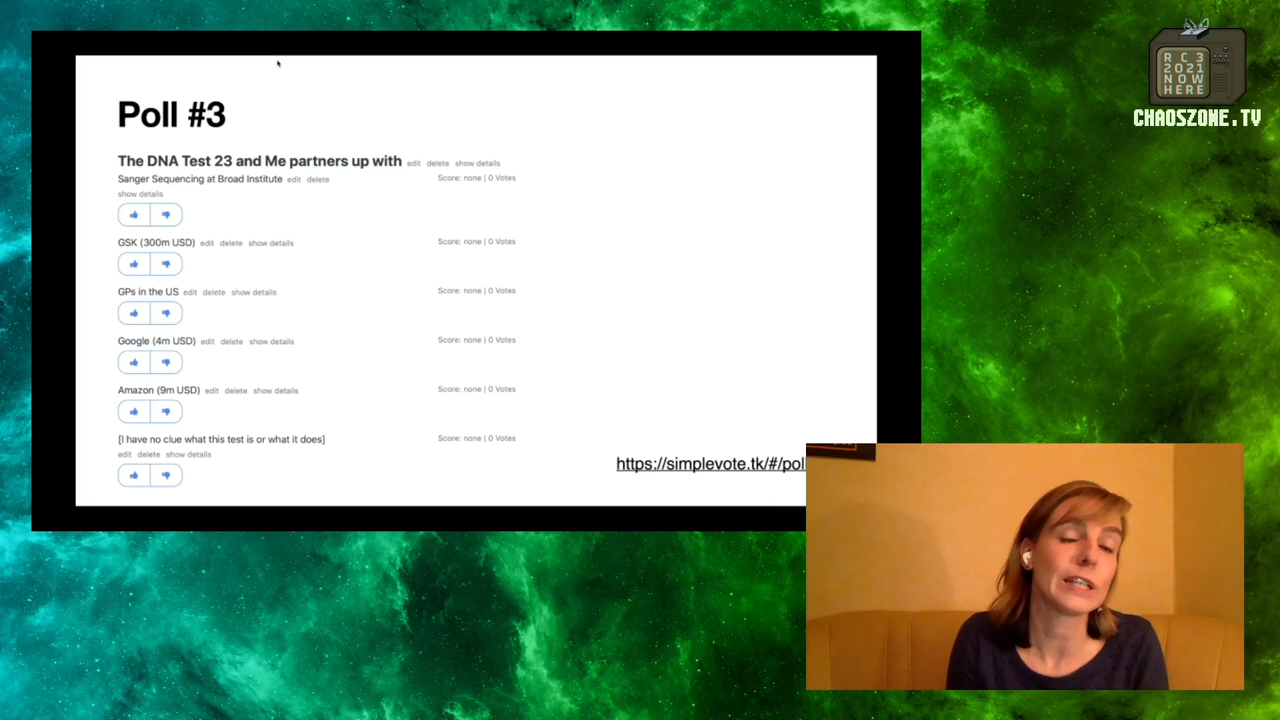 Poll #3
The DNA Test 23 and Me partners up with edit delete show details
Sanger Sequencing at Broad Institute edit delete Score: none | 0 Votes
show details
GSK (300m USD) edit delete show details Score: none | 0 Votes
GPs in the US edit delete show details Score: none | 0 Votes
Google (4m USD) edit delete show details Score: none | 0 Votes
Amazon (9m USD) edit delete show details Score: none | 0 Votes
[I have no clue what this test is or what it does] Score: none | 0 Votes
edit delete show details
https://simplevote.tk/#/poll
RC3
2021
NOW
HERE
CHAOSZONE.TV